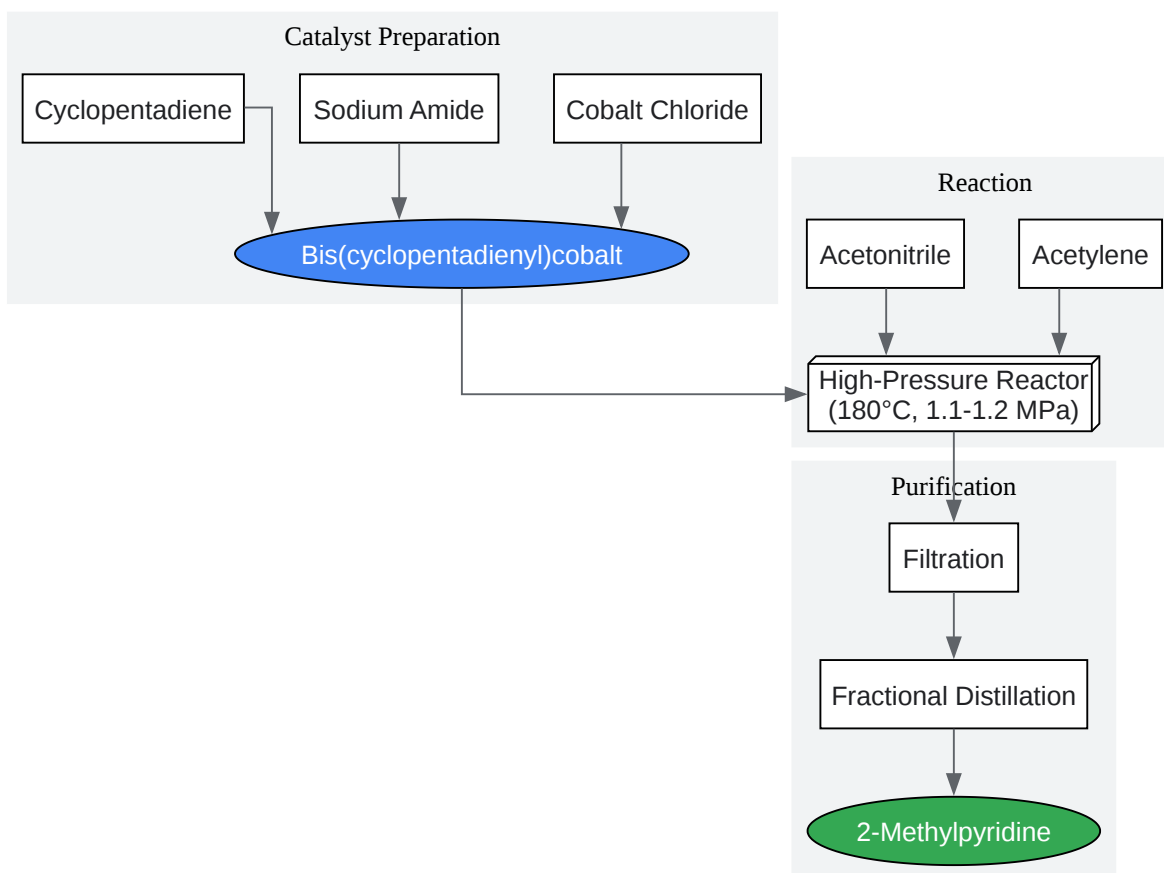 Catalyst Preparation
Cyclopentadiene
Sodium Amide
Cobalt Chloride
Bis(cyclopentadienyl)cobalt
Reaction
Acetonitrile
Acetylene
High-Pressure Reactor
(180°C, 1.1-1.2 MPa)
Purification
Filtration
Fractional Distillation
2-Methylpyridine